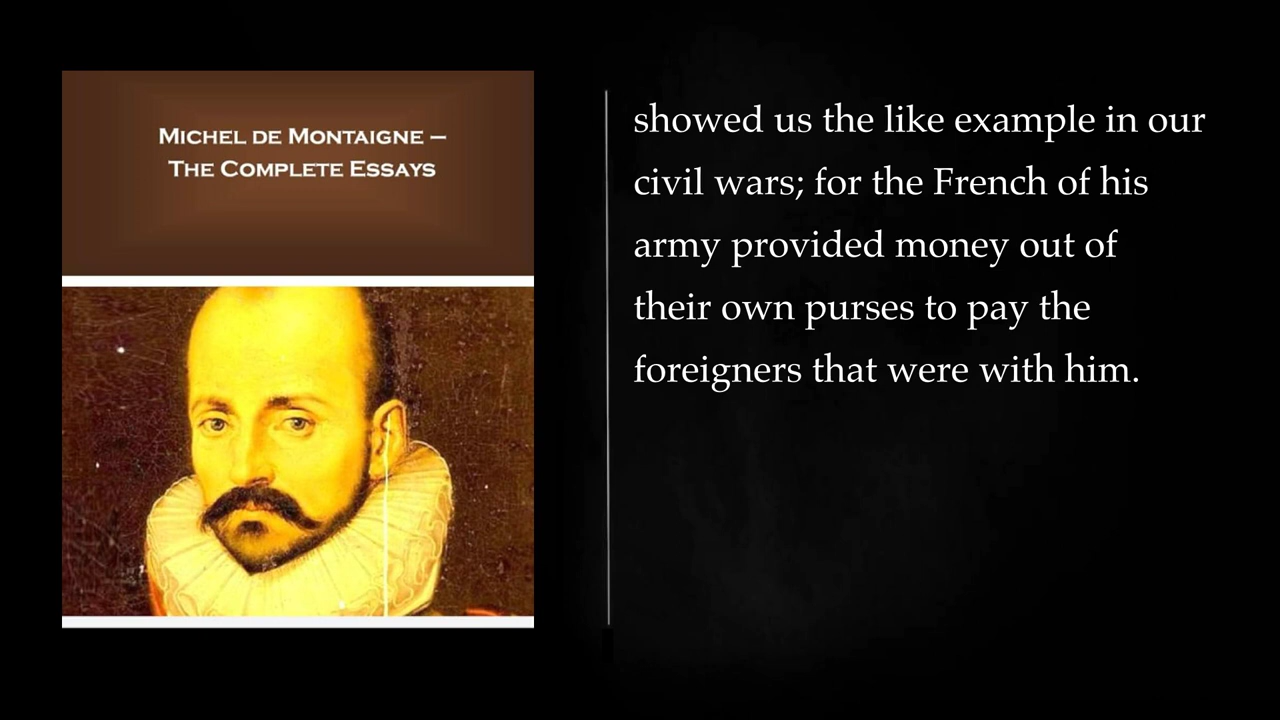 MICHEL DE MONTAIGNE –
THE COMPLETE ESSAYS
showed us the like example in our
civil wars; for the French of his
army provided money out of
their own purses to pay the
foreigners that were with him.